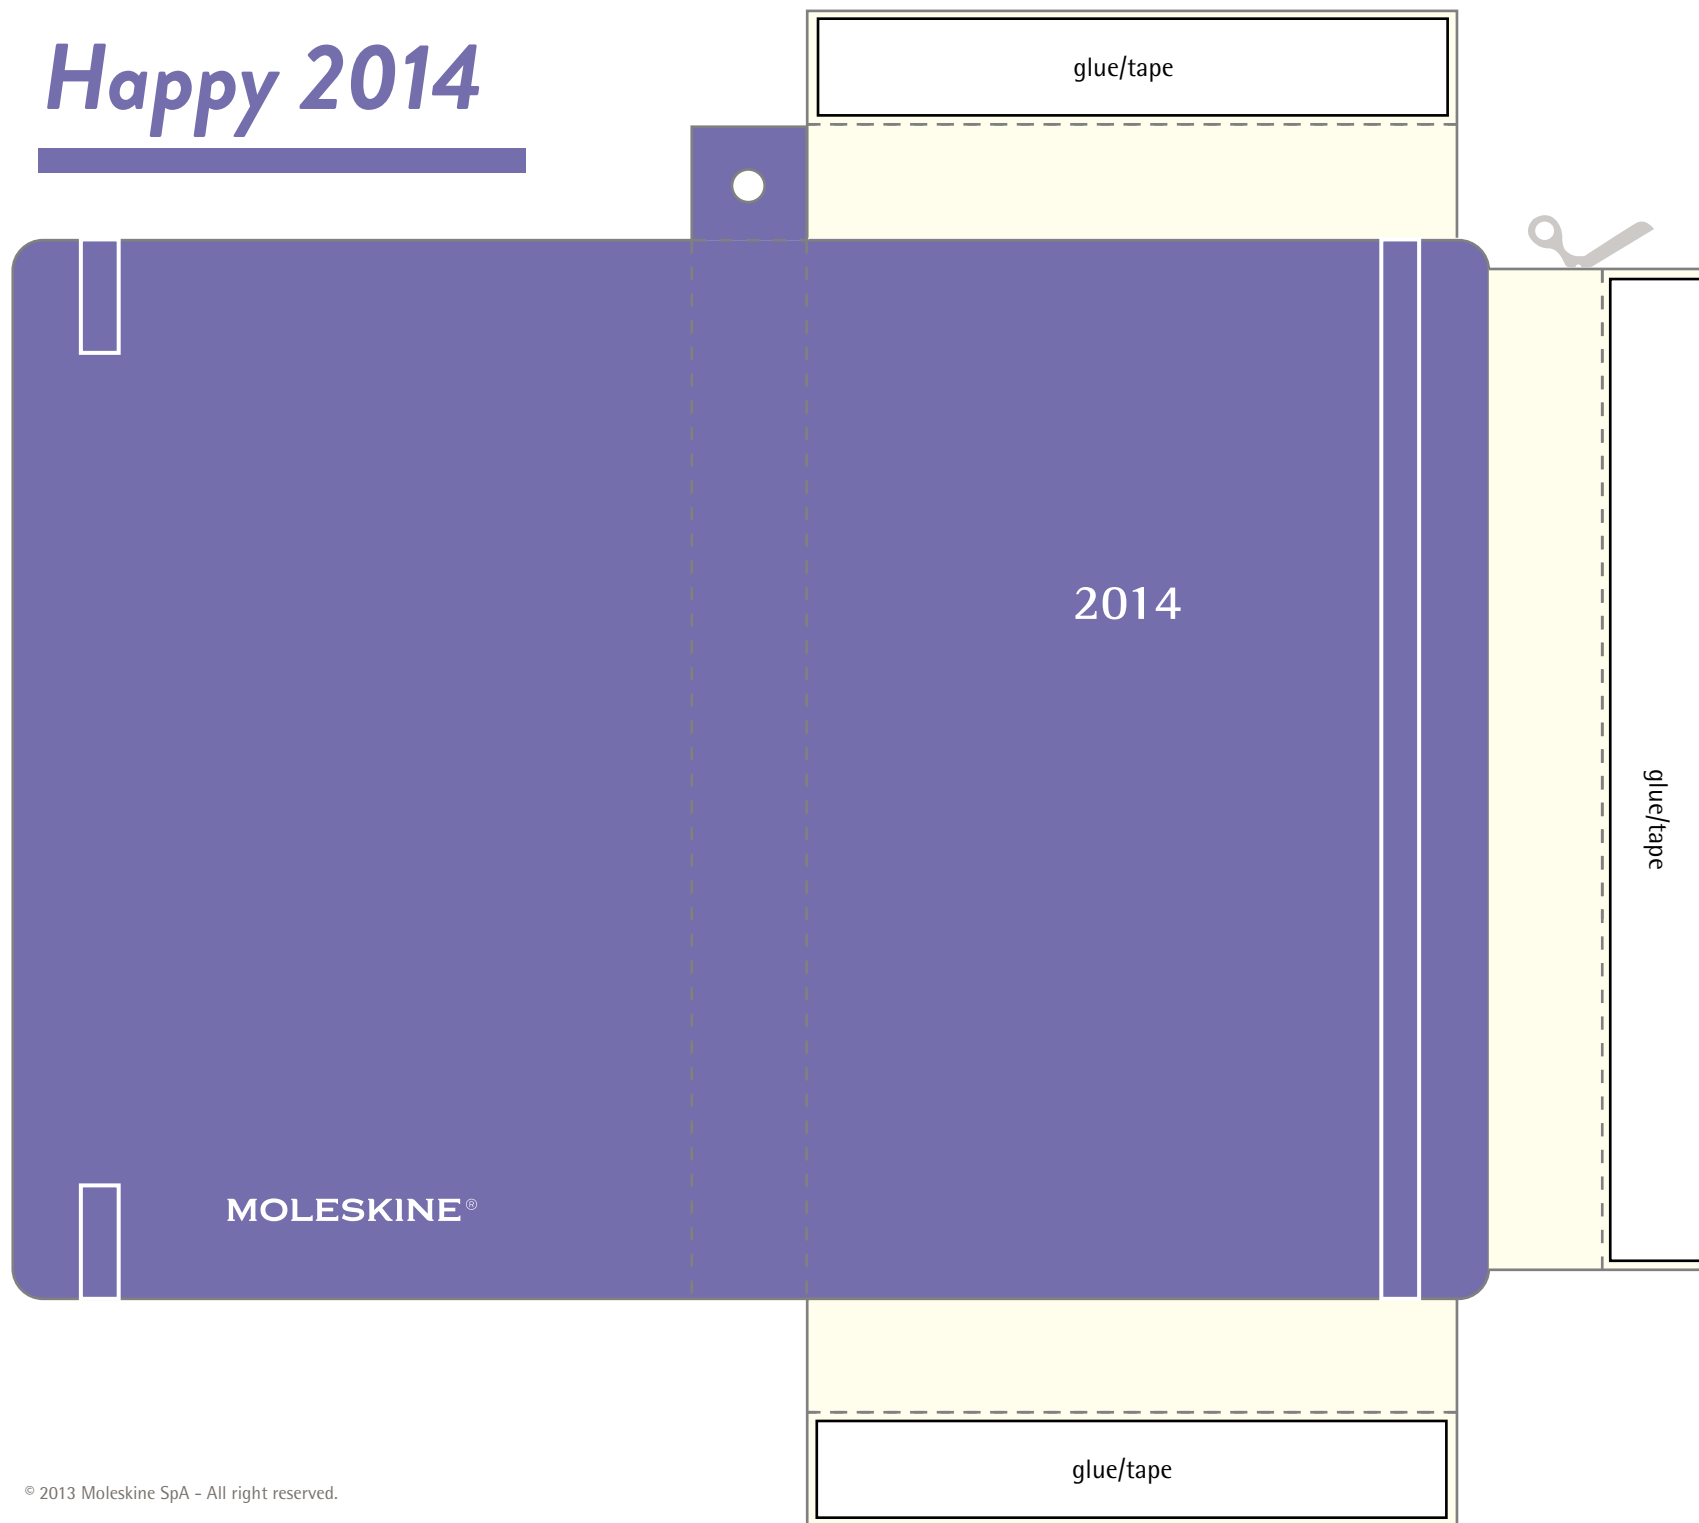 Happy 2014
glue/tape
2014
glue/tape
MOLESKINE®
glue/tape
© 2013 Moleskine SpA - All right reserved.